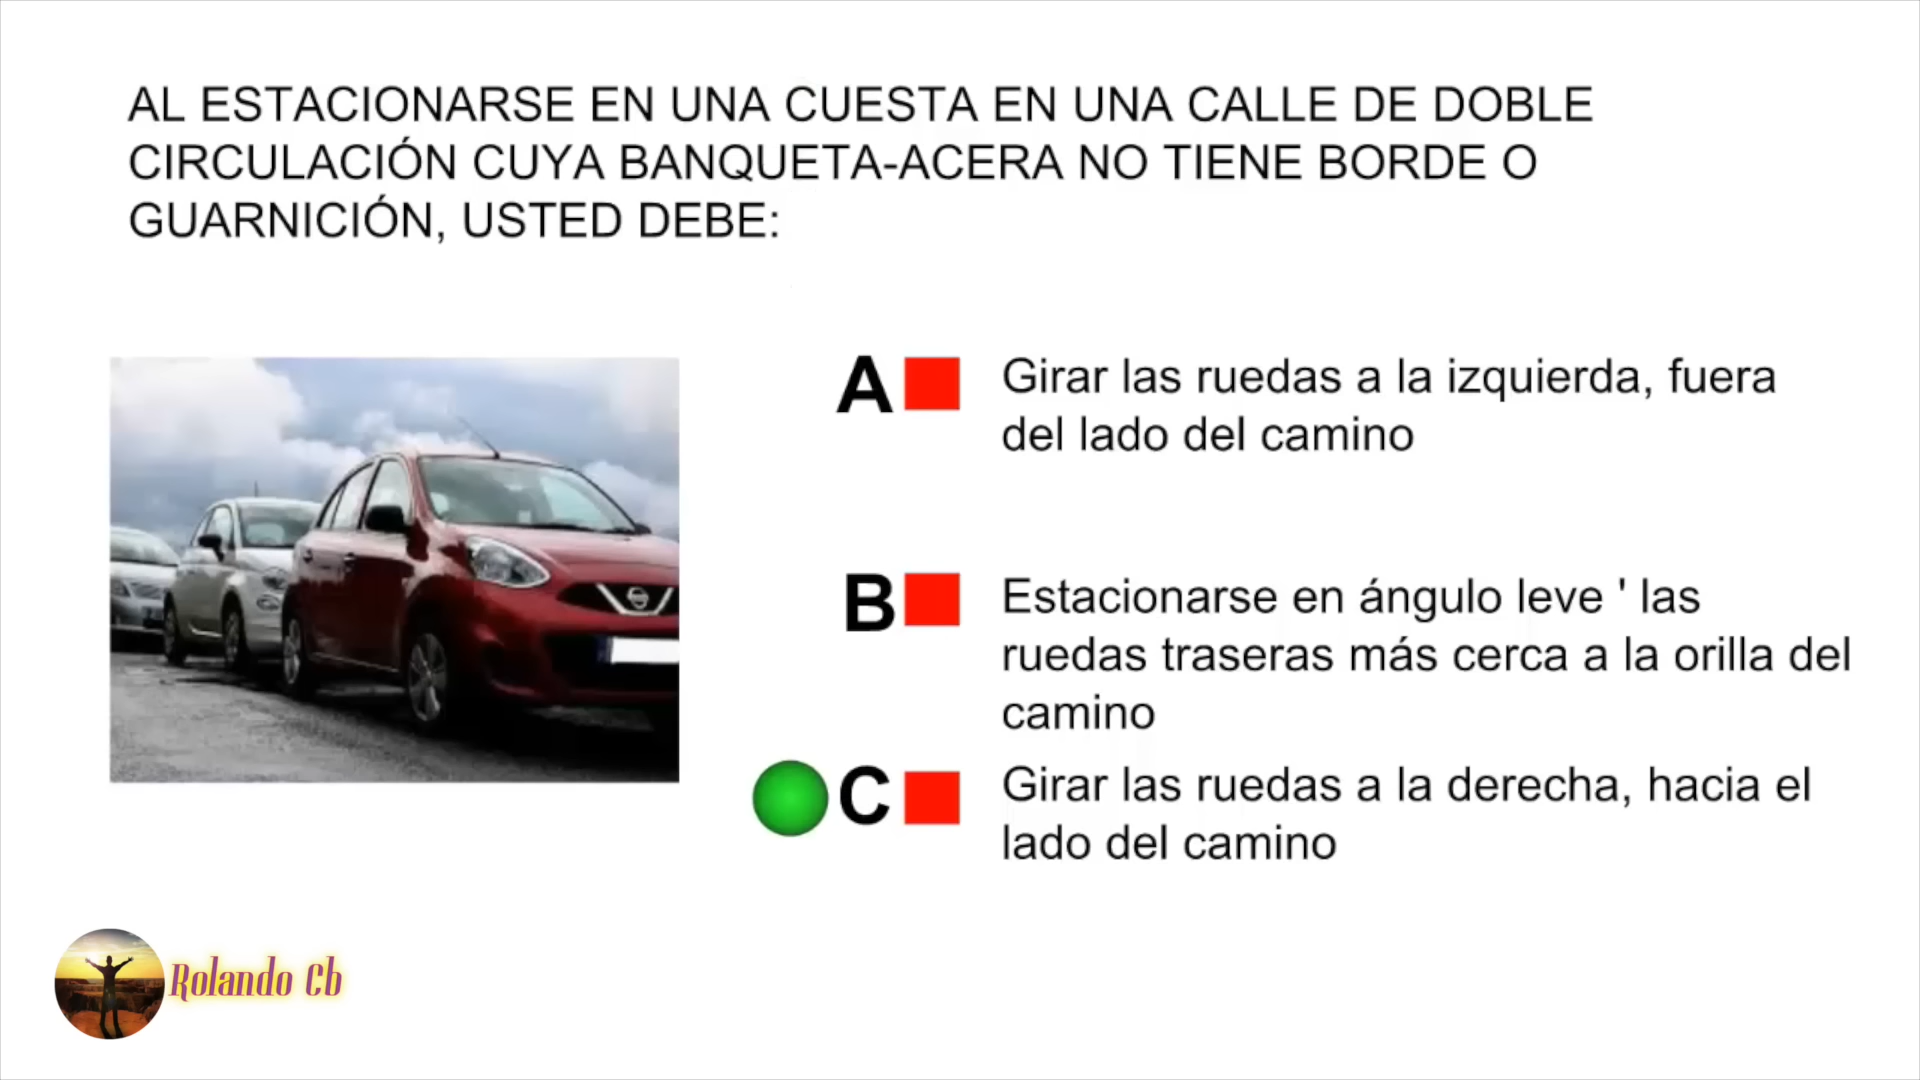 AL ESTACIONARSE EN UNA CUESTA EN UNA CALLE DE DOBLE
CIRCULACIÓN CUYA BANQUETA-ACERA NO TIENE BORDE O
GUARNICIÓN, USTED DEBE:
A Girar las ruedas a la izquierda, fuera
del lado del camino
B Estacionarse en ángulo leve ' las
ruedas traseras más cerca a la orilla del
camino
C Girar las ruedas a la derecha, hacia el
lado del camino
Rolando Cb